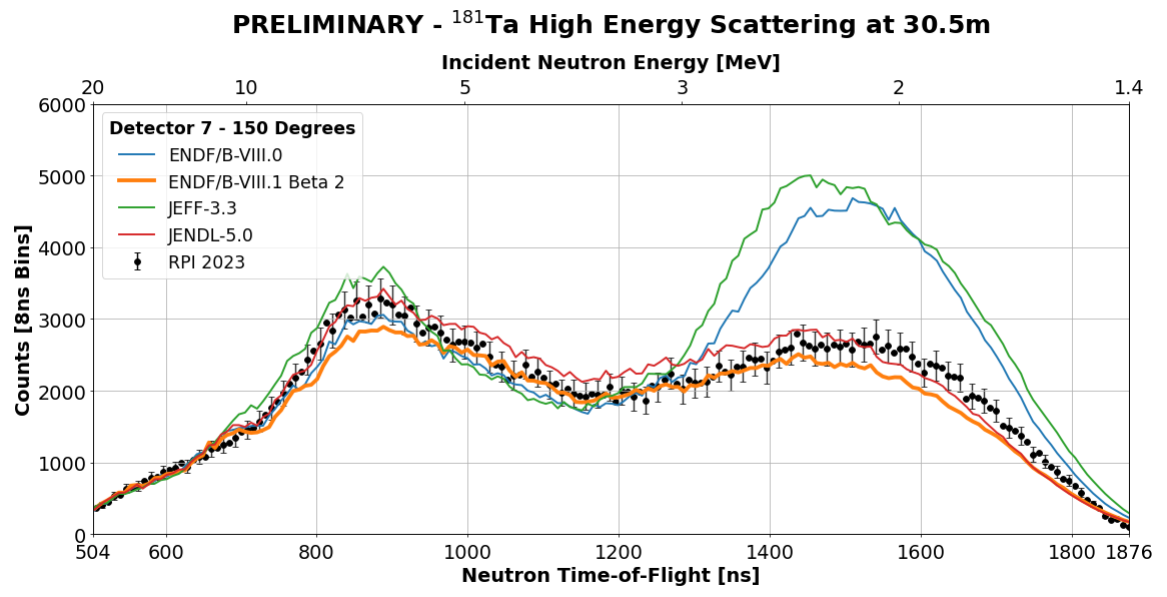 PRELIMINARY - ¹⁸¹Ta High Energy Scattering at 30.5m
Incident Neutron Energy [MeV]
20 10 5 3 2 1.4
6000
5000
4000
3000
2000
1000
0
Counts [8ns Bins]
Detector 7 - 150 Degrees
ENDF/B-VIII.0
ENDF/B-VIII.1 Beta 2
JEFF-3.3
JENDL-5.0
RPI 2023
504 600 800 1000 1200 1400 1600 1800 1876
Neutron Time-of-Flight [ns]